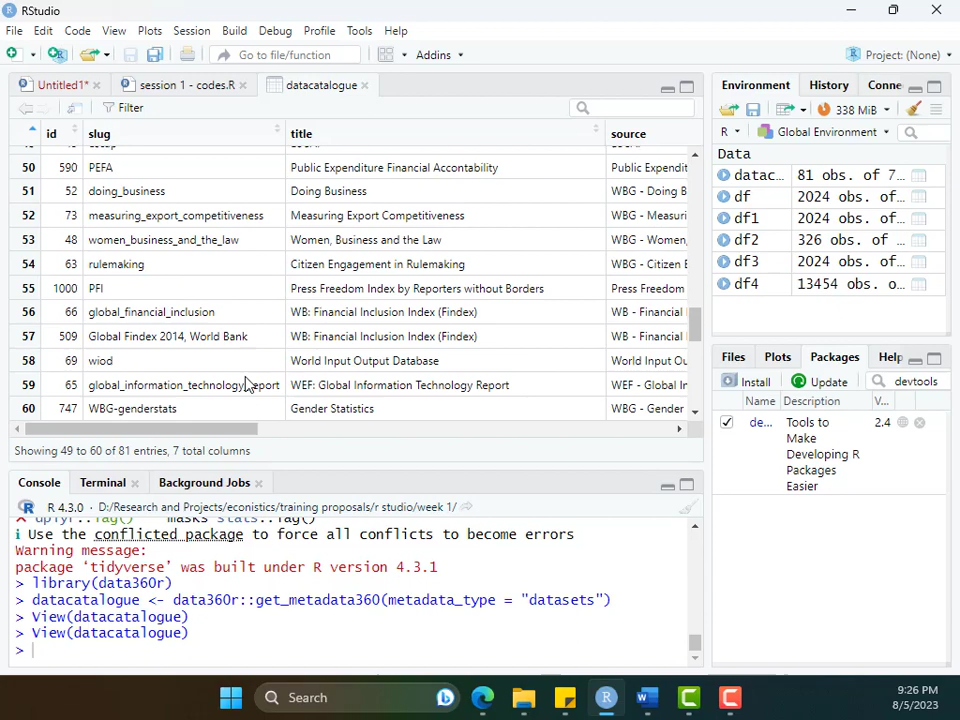 RStudio
File Edit Code View Plots Session Build Debug Profile Tools Help
Go to file/function Addins Project: (None)
Untitled1* session 1 - codes.R datacatalogue
Filter
id slug title source
50 590 PEFA Public Expenditure Financial Accontability Public Expendit
51 52 doing_business Doing Business WBG - Doing B
52 73 measuring_export_competitiveness Measuring Export Competitiveness WBG - Measuri
53 48 women_business_and_the_law Women, Business and the Law WBG - Women,
54 63 rulemaking Citizen Engagement in Rulemaking WBG - Citizen E
55 1000 PFI Press Freedom Index by Reporters without Borders Press Freedom
56 66 global_financial_inclusion WB: Financial Inclusion Index (Findex) WB - Financial I
57 509 Global Findex 2014, World Bank WB: Financial Inclusion Index (Findex) WB - Financial I
58 69 wiod World Input Output Database World Input Ou
59 65 global_information_technology_report WEF: Global Information Technology Report WEF - Global In
60 747 WBG-genderstats Gender Statistics WBG - Gender
Showing 49 to 60 of 81 entries, 7 total columns
Console Terminal Background Jobs
R 4.3.0 · D:/Research and Projects/econistics/training proposals/r studio/week 1/
i Use the conflicted package to force all conflicts to become errors
Warning message:
package ‘tidyverse’ was built under R version 4.3.1
> library(data360r)
> datacatalogue <- data360r::get_metadata360(metadata_type = "datasets")
> View(datacatalogue)
> View(datacatalogue)
>
Environment History Conne
338 MiB
R Global Environment
Data
datac... 81 obs. of 7...
df 2024 obs. of...
df1 2024 obs. of...
df2 326 obs. of ...
df3 2024 obs. of...
df4 13454 obs. o...
Files Plots Packages Help
Install Update devtools
Name Description V...
de... Tools to Make Developing R Packages Easier 2.4
Search
9:26 PM
8/5/2023